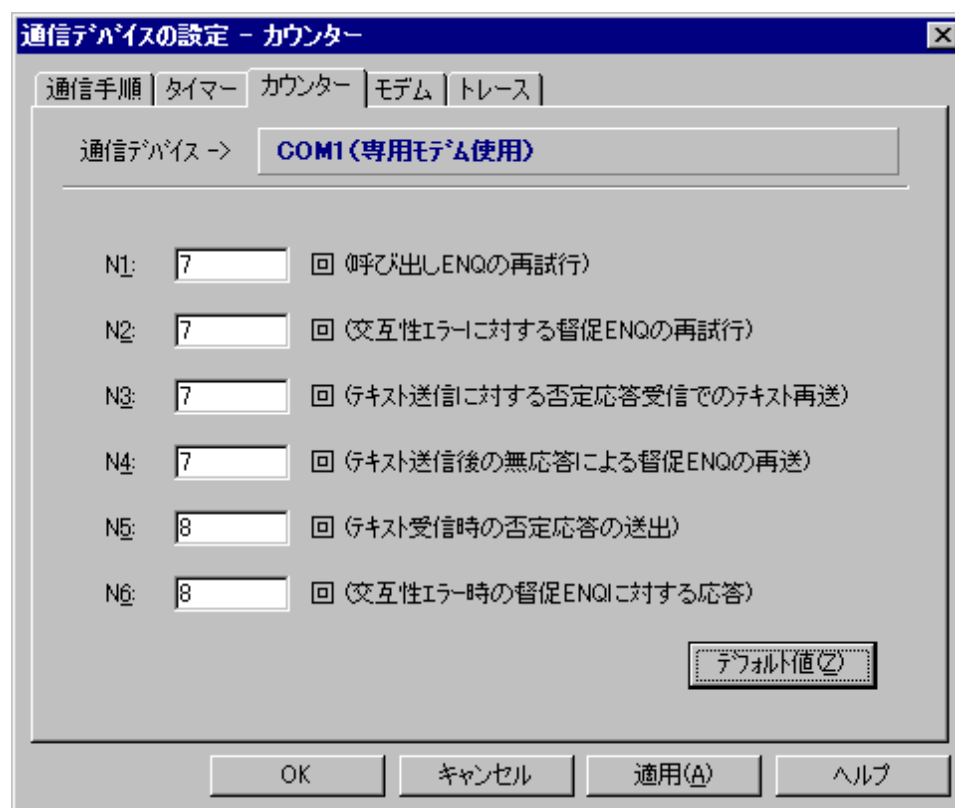 通信ﾃﾞﾊﾞｲｽの設定 - カウンター
通信手順 タイマー カウンター モデム トレース
通信ﾃﾞﾊﾞｲｽ -> COM1(専用ﾓﾃﾞﾑ使用)
N1: 7 回 (呼び出しENQの再試行)
N2: 7 回 (交互性ｴﾗｰに対する督促ENQの再試行)
N3: 7 回 (ﾃｷｽﾄ送信に対する否定応答受信でのﾃｷｽﾄ再送)
N4: 7 回 (ﾃｷｽﾄ送信後の無応答による督促ENQの再送)
N5: 8 回 (ﾃｷｽﾄ受信時の否定応答の送出)
N6: 8 回 (交互性ｴﾗｰ時の督促ENQに対する応答)
ﾃﾞﾌｫﾙﾄ値(Z)
OK キャンセル 適用(A) ヘルプ